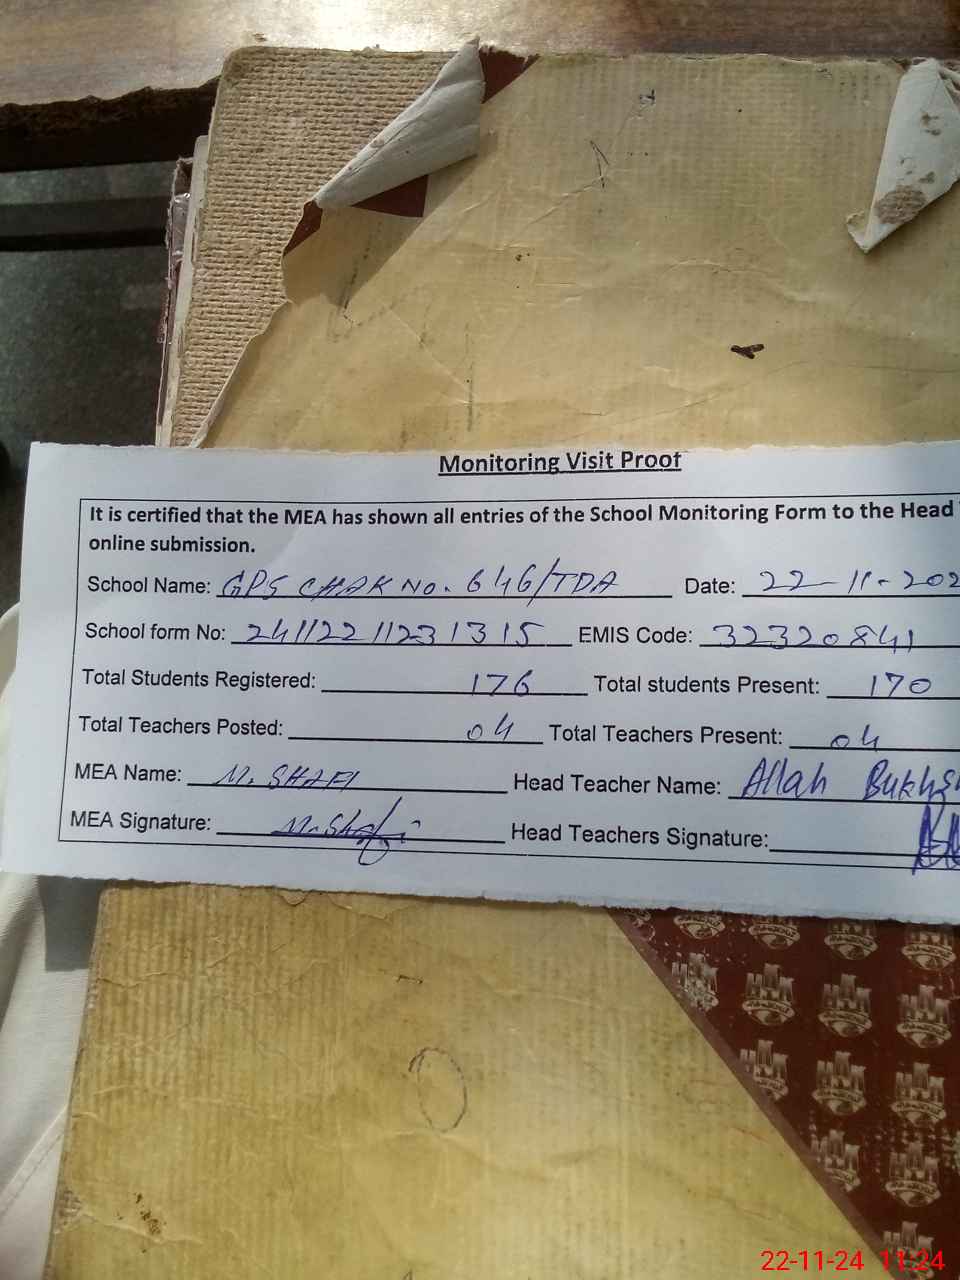 Monitoring Visit Proof
It is certified that the MEA has shown all entries of the School Monitoring Form to the Head
online submission.
School Name: GPS CHAK No. 646/TDA Date: 22-11-202
School form No: 241122112313 15 EMIS Code: 32320841
Total Students Registered: 176 Total students Present: 170
Total Teachers Posted: 04 Total Teachers Present: 04
MEA Name: M. SHAFI Head Teacher Name: Allah Bukhsh
MEA Signature: M. Shafi Head Teachers Signature:
22-11-24 11:24